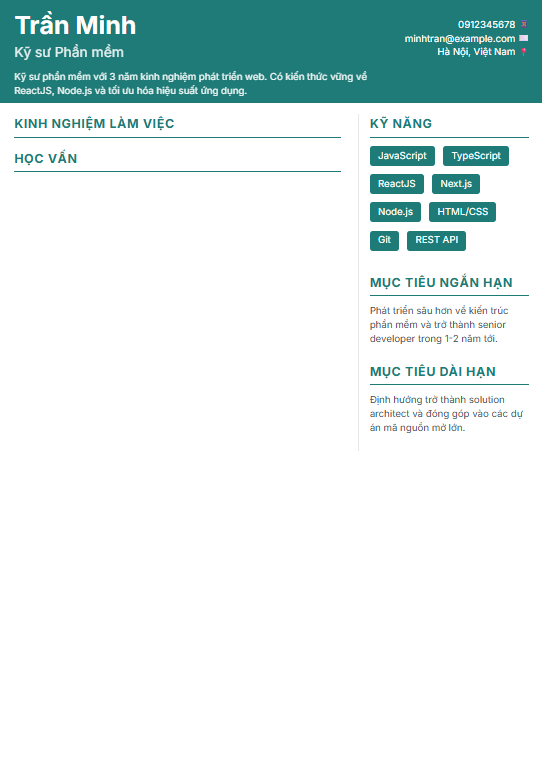 Trần Minh
Kỹ sư Phần mềm
Kỹ sư phần mềm với 3 năm kinh nghiệm phát triển web. Có kiến thức vững về
ReactJS, Node.js và tối ưu hóa hiệu suất ứng dụng.
0912345678
minhtran@example.com
Hà Nội, Việt Nam
KINH NGHIỆM LÀM VIỆC
HỌC VẤN
KỸ NĂNG
JavaScript TypeScript
ReactJS Next.js
Node.js HTML/CSS
Git REST API
MỤC TIÊU NGẮN HẠN
Phát triển sâu hơn về kiến trúc
phần mềm và trở thành senior
developer trong 1-2 năm tới.
MỤC TIÊU DÀI HẠN
Định hướng trở thành solution
architect và đóng góp vào các dự
án mã nguồn mở lớn.